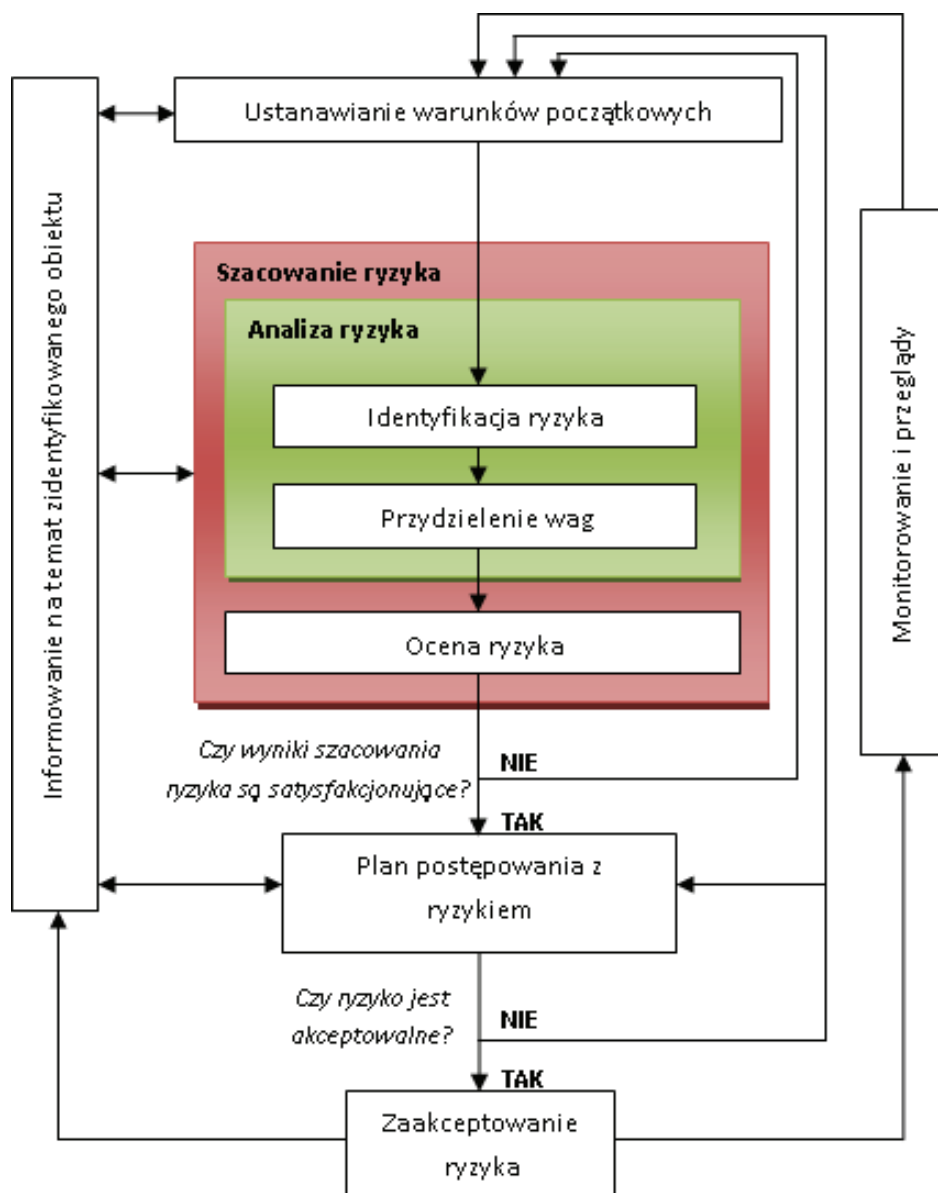 Ustanawianie warunków początkowych
Informowanie na temat zidentyfikowanego obiektu
Szacowanie ryzyka
Analiza ryzyka
Identyfikacja ryzyka
Przydzielenie wag
Ocena ryzyka
Monitorowanie i przeglądy
Czy wyniki szacowania
ryzyka są satysfakcjonujące?
NIE
TAK
Plan postępowania z
ryzykiem
Czy ryzyko jest
akceptowalne?
NIE
TAK
Zaakceptowanie
ryzyka